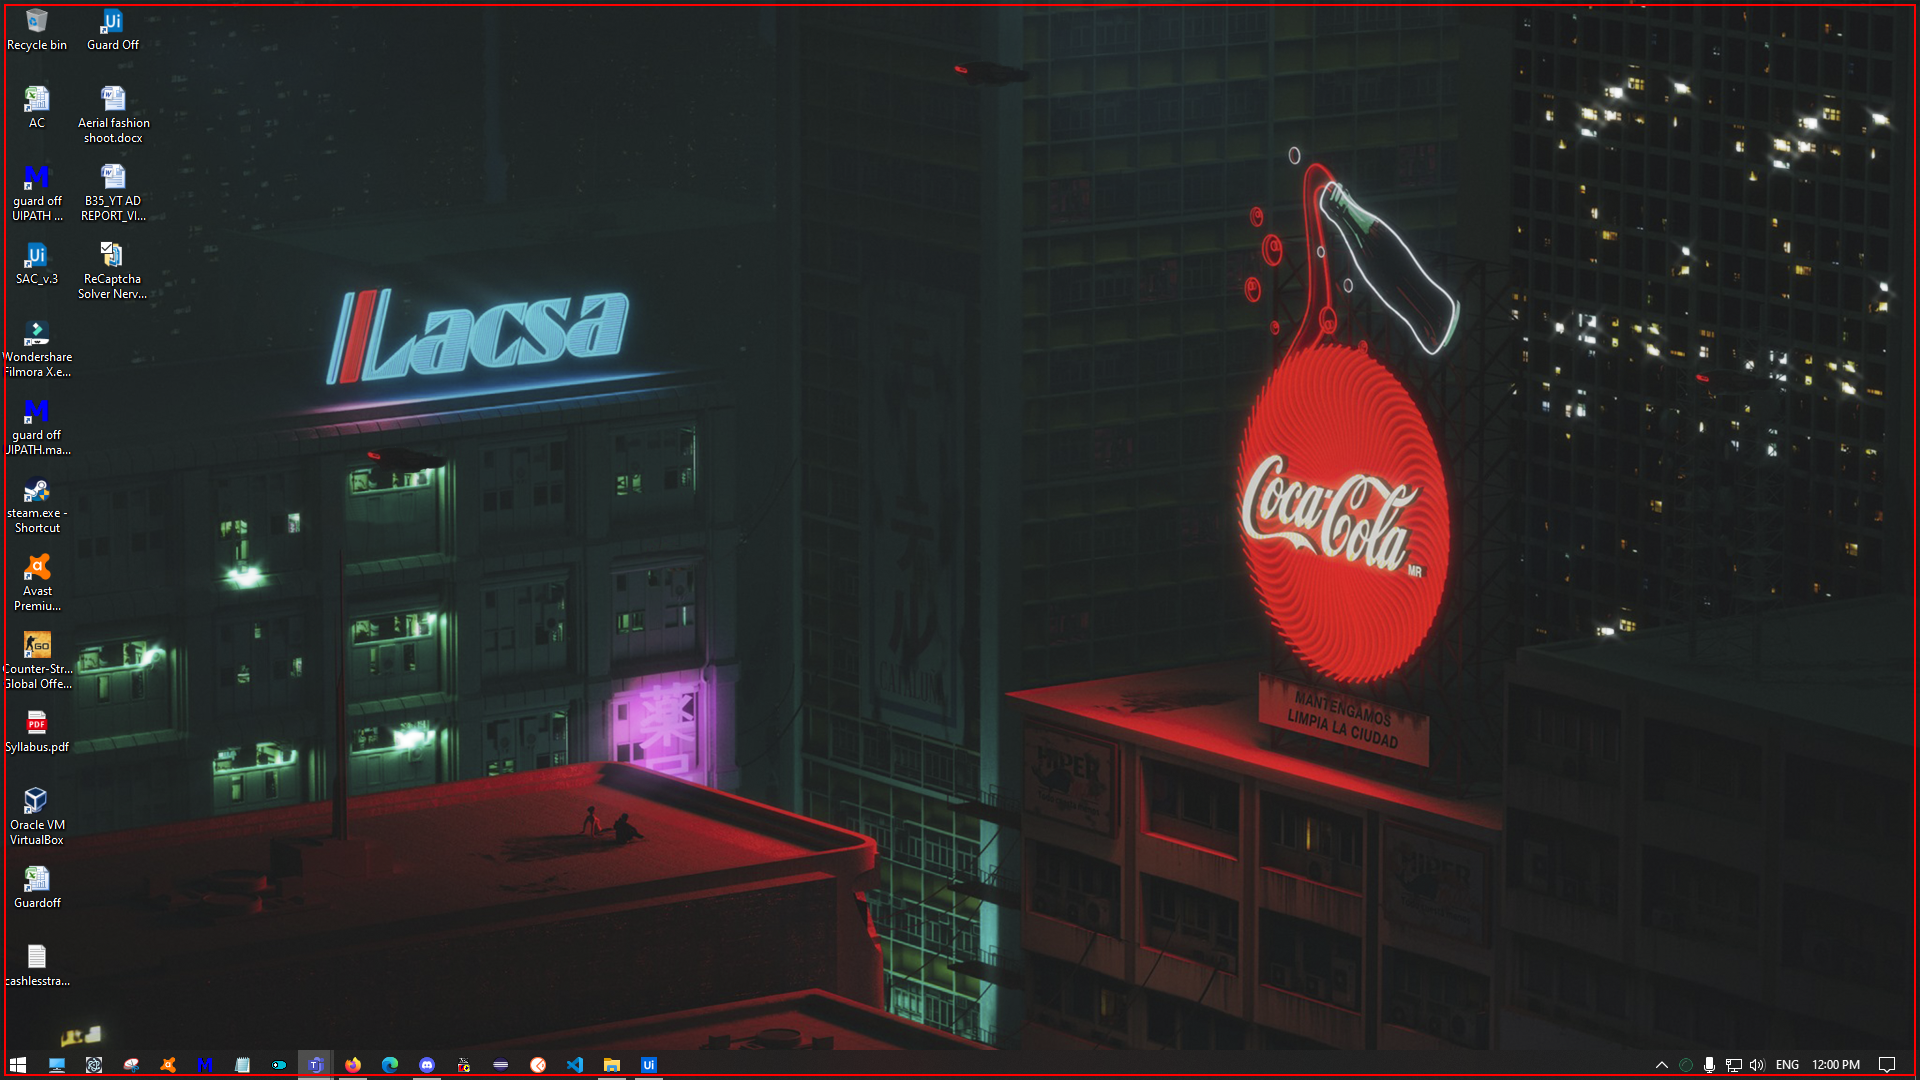 Recycle bin
Guard Off
AC
Aerial fashion
shoot.docx
guard off
UIPATH ...
B35_YT AD
REPORT_VI...
SAC_v.3
ReCaptcha
Solver Nerv...
Wondershare
Filmora X.e...
guard off
UIPATH.ma...
steam.exe -
Shortcut
Avast
Premiu...
Counter-Str...
Global Offe...
Syllabus.pdf
Oracle VM
VirtualBox
Guardoff
cashlesstra...
Lacsa
Coca-Cola
MR
MANTENGAMOS
LIMPIA LA CIUDAD
HIPER
薬
ENG
12:00 PM